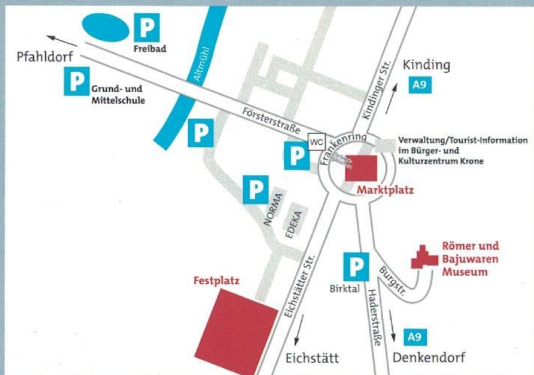 P
Freibad
Pfahldorf
P
Grund- und
Mittelschule
Altmühl
P
Försterstraße
WC
P
Frankenring
Kindinger Str.
Kinding
A9
Verwaltung/Tourist-Information
im Bürger- und
Kulturzentrum Krone
Marktplatz
P
NORMA
EDEKA
Eichstätter Str.
Festplatz
P
Birktal
Römer und
Bajuwaren
Museum
Burgstr.
Haderstraße
A9
Eichstätt
Denkendorf